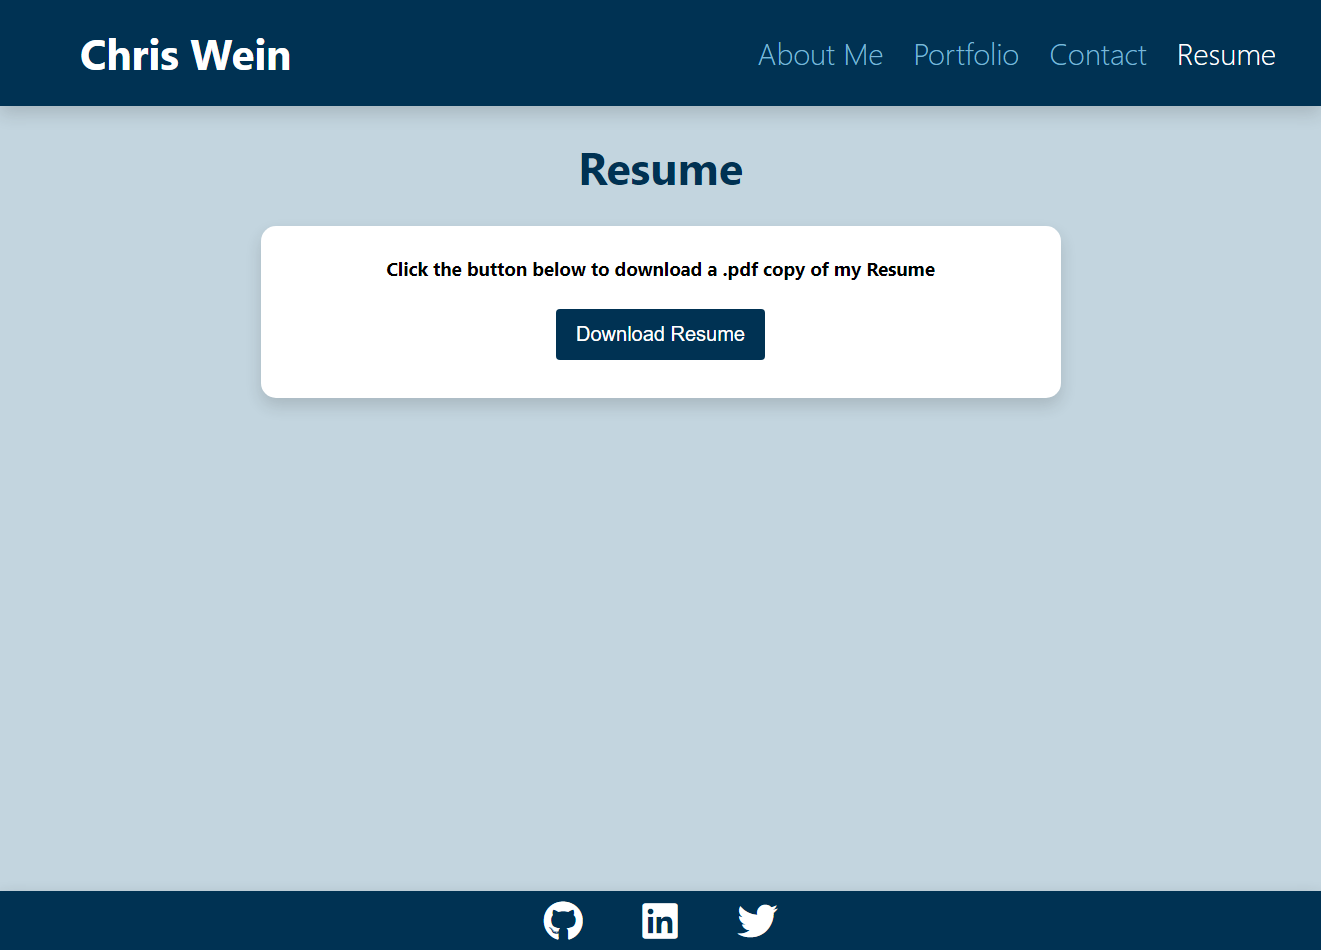 Chris Wein
About Me Portfolio Contact Resume
Resume
Click the button below to download a .pdf copy of my Resume
Download Resume
in